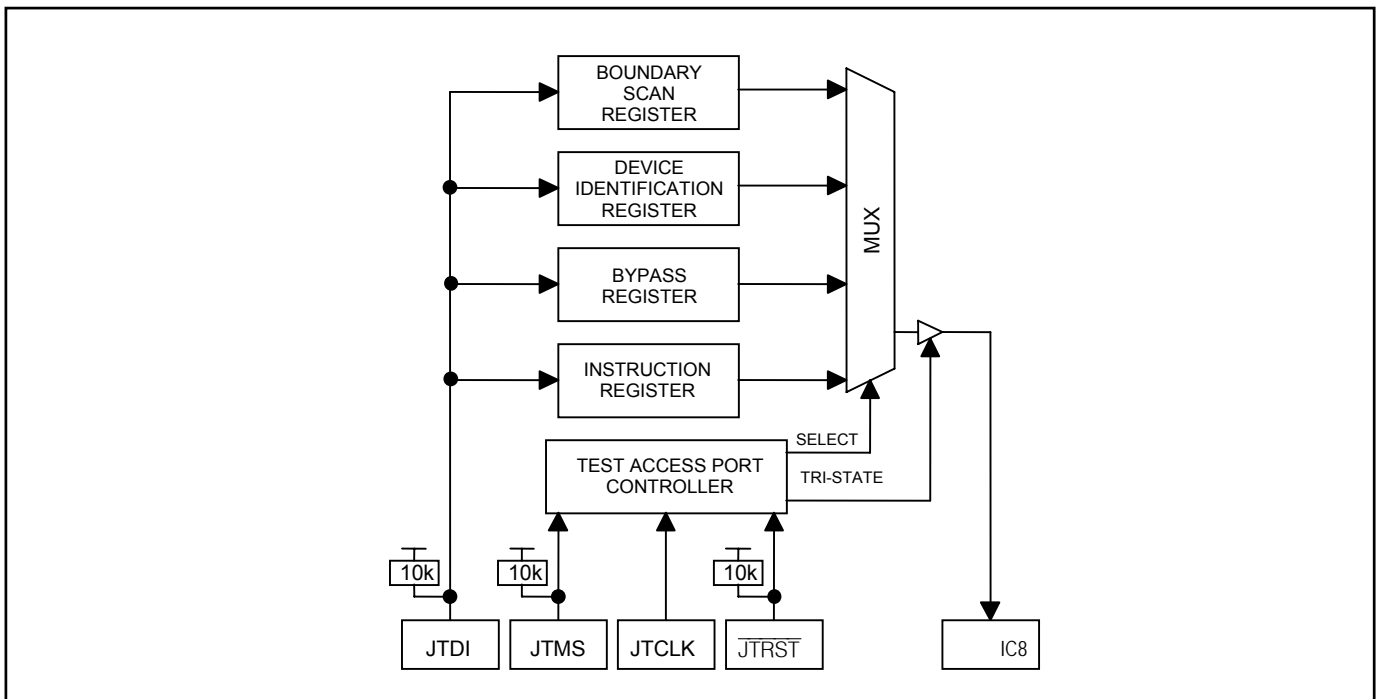 BOUNDARY
SCAN
REGISTER
DEVICE
IDENTIFICATION
REGISTER
BYPASS
REGISTER
INSTRUCTION
REGISTER
MUX
SELECT
TEST ACCESS PORT
CONTROLLER
TRI-STATE
10k
10k
10k
JTDI
JTMS
JTCLK
JTRST
IC8